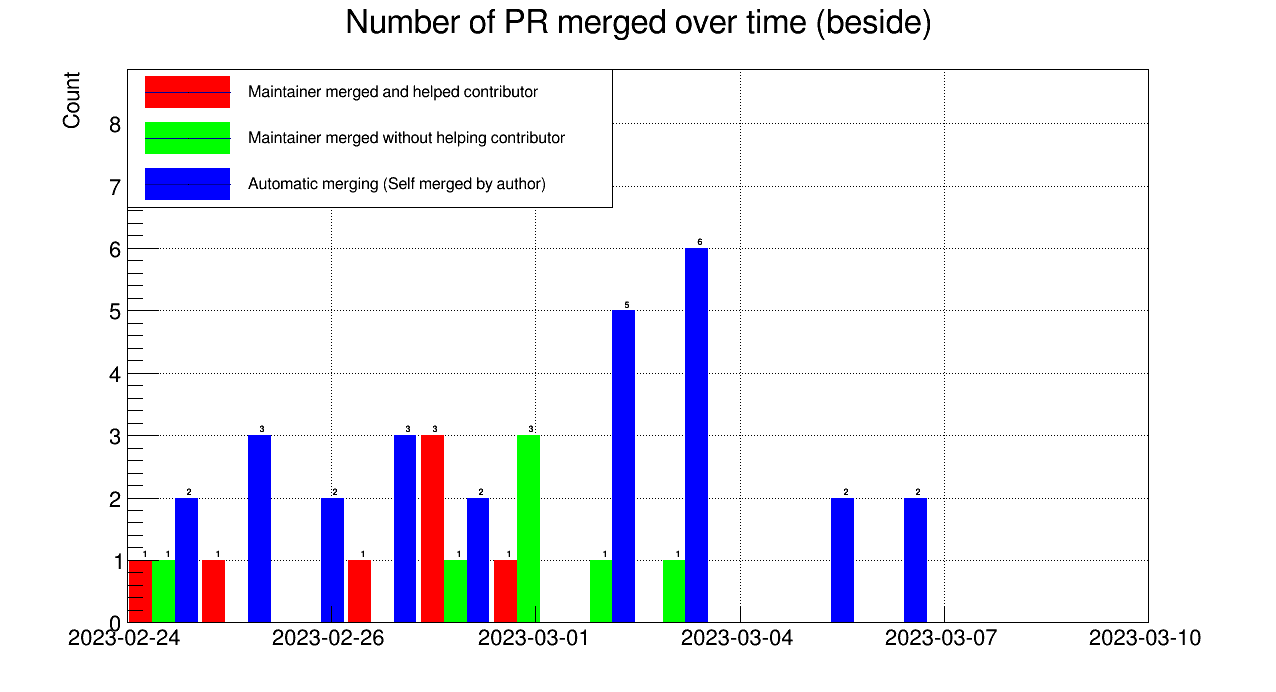 Number of PR merged over time (beside)
Count
Maintainer merged and helped contributor
Maintainer merged without helping contributor
Automatic merging (Self merged by author)
8
7
6
5
4
3
2
1
0
1 1 2 1 3 2 1 3 3 1 2 1 3 1 5 1 6 2 2
2023-02-24 2023-02-26 2023-03-01 2023-03-04 2023-03-07 2023-03-10